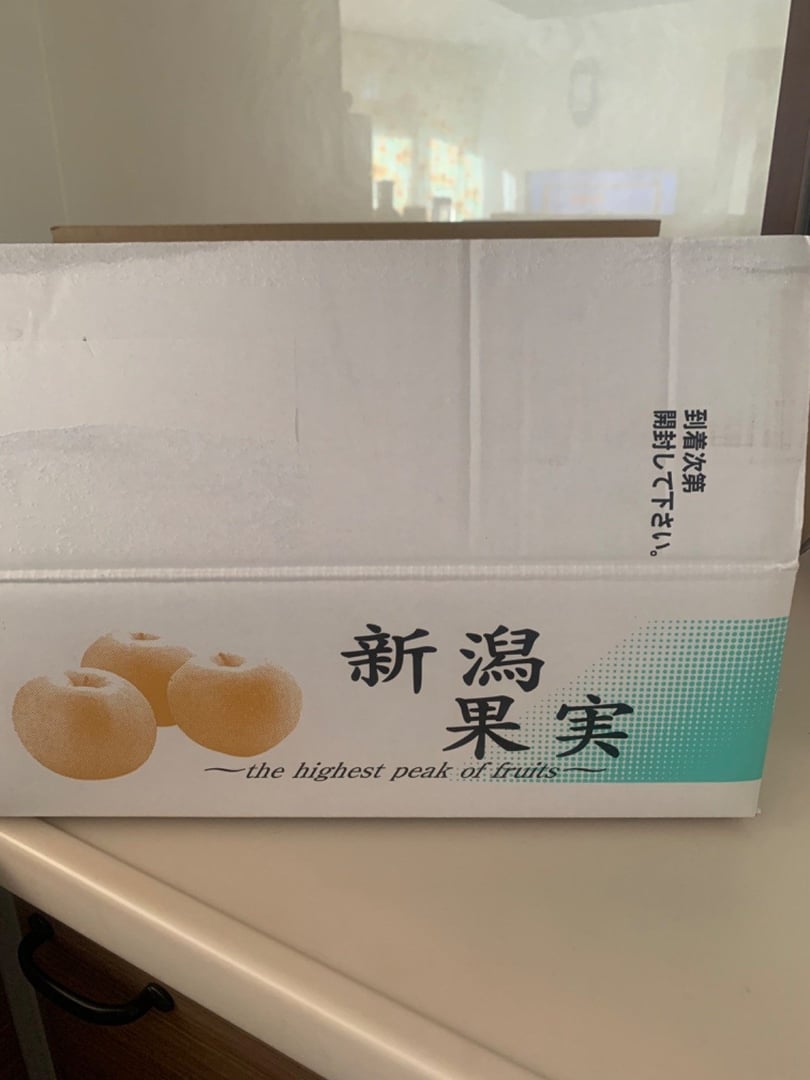 到着次第
開封して下さい。
新潟
果実
〜the highest peak of fruits〜